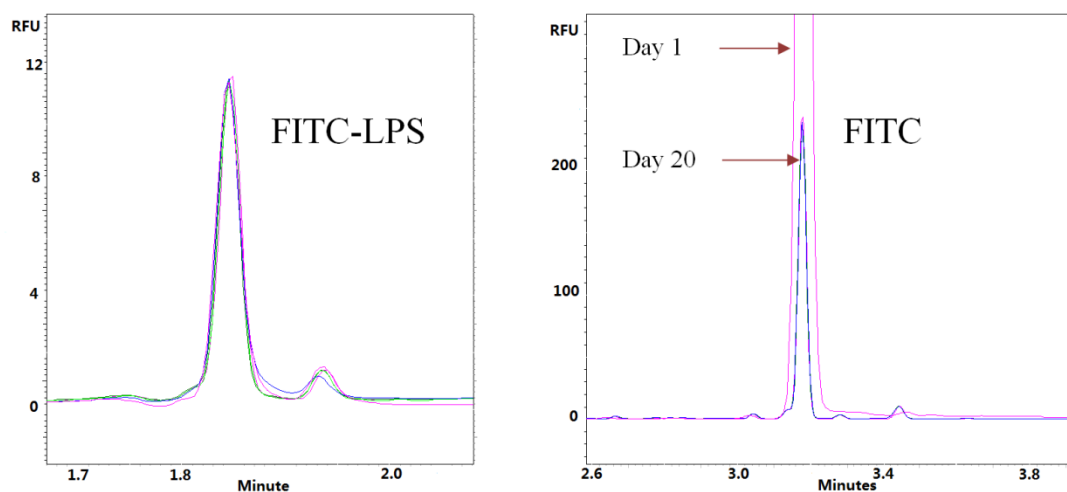 RFU
12
8
4
0
FITC-LPS
1.7
1.8
2.0
Minute
RFU
200
100
0
Day 1
Day 20
FITC
2.6
3.0
3.4
3.8
Minutes